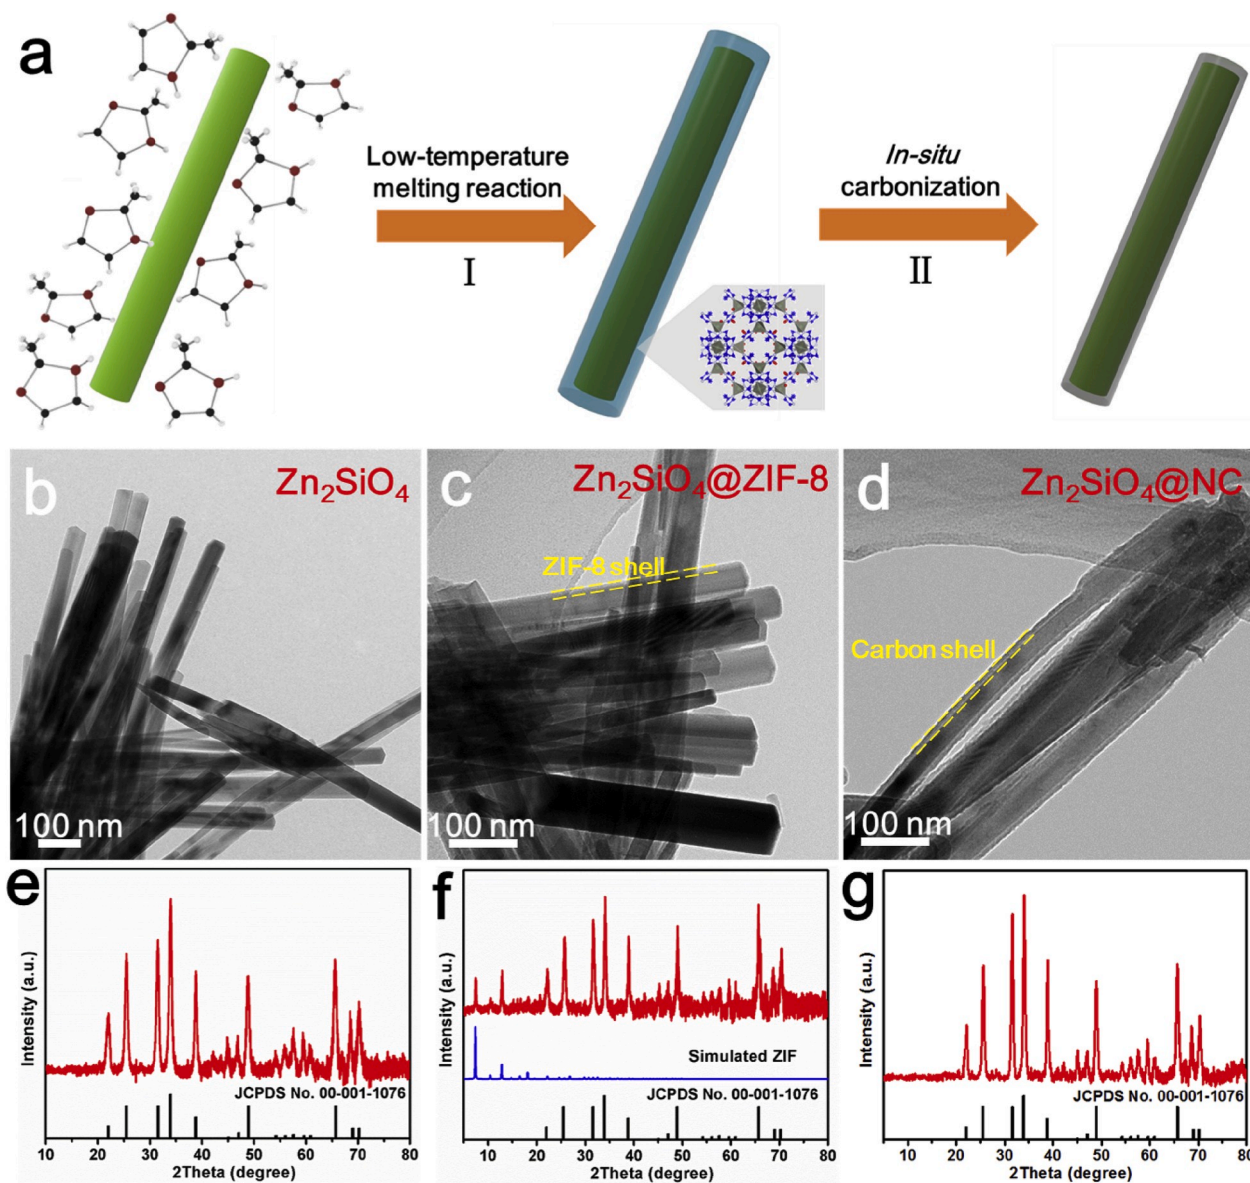 a
Low-temperature
melting reaction
I
In-situ
carbonization
II
b
Zn₂SiO₄
100 nm
c
Zn₂SiO₄@ZIF-8
ZIF-8 shell
100 nm
d
Zn₂SiO₄@NC
Carbon shell
100 nm
e
Intensity (a.u.)
JCPDS No. 00-001-1076
10 20 30 40 50 60 70 80
2Theta (degree)
f
Intensity (a.u.)
Simulated ZIF
JCPDS No. 00-001-1076
10 20 30 40 50 60 70 80
2Theta (degree)
g
Intensity (a.u.)
JCPDS No. 00-001-1076
10 20 30 40 50 60 70 80
2Theta (degree)